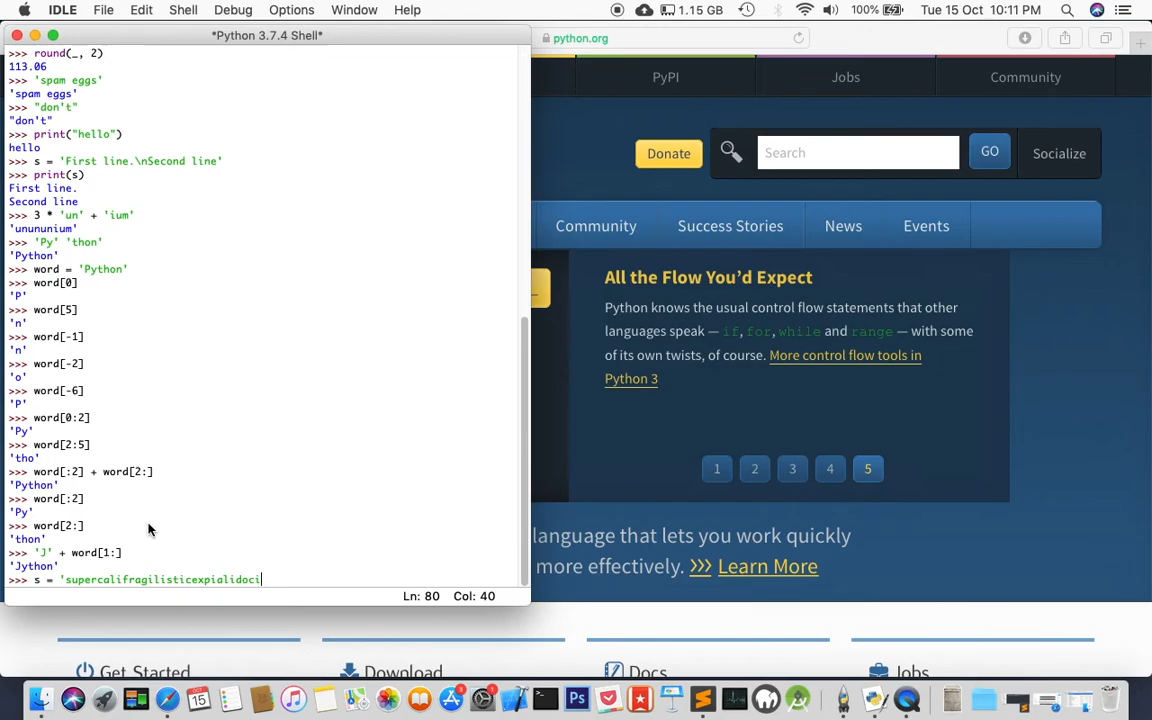 IDLE File Edit Shell Debug Options Window Help 1.15 GB 100% Tue 15 Oct 10:11 PM
*Python 3.7.4 Shell*
>>> round(_, 2)
113.06
>>> 'spam eggs'
'spam eggs'
>>> "don't"
"don't"
>>> print("hello")
hello
>>> s = 'First line.\nSecond line'
>>> print(s)
First line.
Second line
>>> 3 * 'un' + 'ium'
'unununium'
>>> 'Py' 'thon'
'Python'
>>> word = 'Python'
>>> word[0]
'P'
>>> word[5]
'n'
>>> word[-1]
'n'
>>> word[-2]
'o'
>>> word[-6]
'P'
>>> word[0:2]
'Py'
>>> word[2:5]
'tho'
>>> word[:2] + word[2:]
'Python'
>>> word[:2]
'Py'
>>> word[2:]
'thon'
>>> 'J' + word[1:]
'Jython'
>>> s = 'supercalifragilisticexpialidoci
Ln: 80 Col: 40
python.org
PyPI Jobs Community
Donate Search GO Socialize
Community Success Stories News Events
All the Flow You’d Expect
Python knows the usual control flow statements that other
languages speak — if, for, while and range — with some
of its own twists, of course. More control flow tools in
Python 3
1 2 3 4 5
language that lets you work quickly
more effectively. >>> Learn More
Get Started Download Docs Jobs
15
3
1